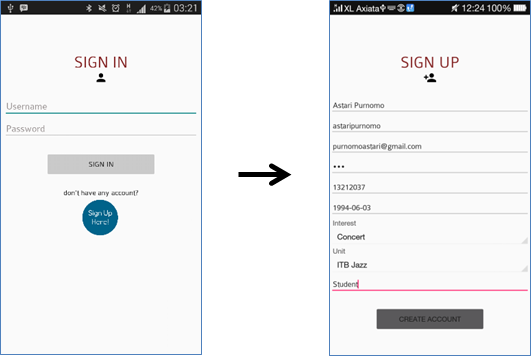 42% 03:21
SIGN IN
Username
Password
SIGN IN
don't have any account?
Sign Up
Here!
XL Axiata 12:24 100%
SIGN UP
Astari Purnomo
astaripurnomo
purnomoastari@gmail.com
•••
13212037
1994-06-03
Interest
Concert
Unit
ITB Jazz
Student
CREATE ACCOUNT